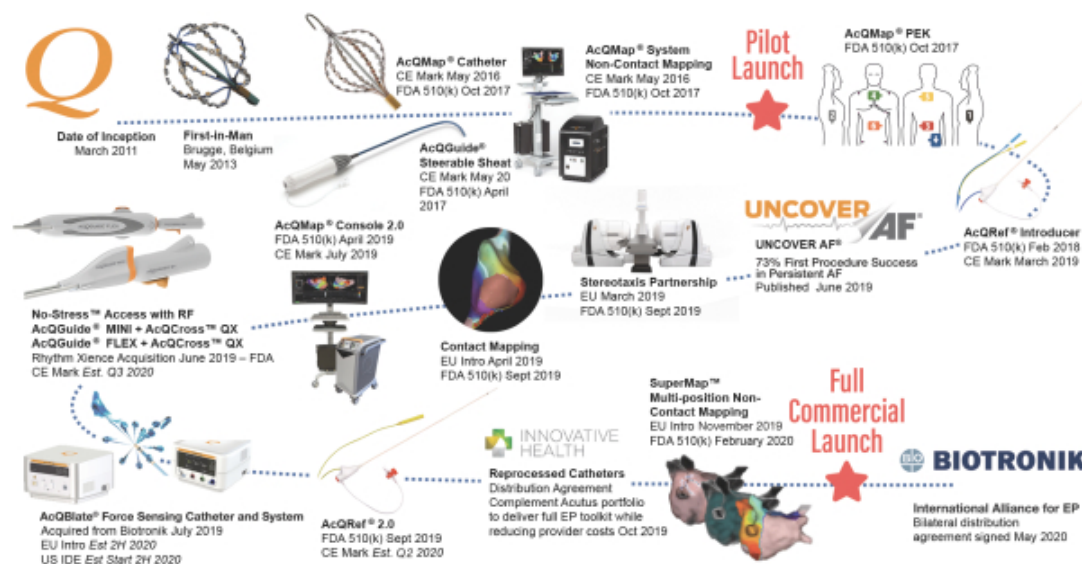 Q
Date of Inception
March 2011
First-in-Man
Brugge, Belgium
May 2013
AcQMap® Catheter
CE Mark May 2016
FDA 510(k) Oct 2017
AcQGuide®
Steerable Sheat
CE Mark May 20
FDA 510(k) April
2017
AcQMap® System
Non-Contact Mapping
CE Mark May 2016
FDA 510(k) Oct 2017
Pilot
Launch
AcQMap® PEK
FDA 510(k) Oct 2017
AcQRef® Introducer
FDA 510(k) Feb 2018
CE Mark March 2019
UNCOVER AF®
UNCOVER AF®
73% First Procedure Success
in Persistent AF
Published June 2019
Stereotaxis Partnership
EU March 2019
FDA 510(k) Sept 2019
Contact Mapping
EU Intro April 2019
FDA 510(k) Sept 2019
AcQMap® Console 2.0
FDA 510(k) April 2019
CE Mark July 2019
No-Stress™ Access with RF
AcQGuide® MINI + AcQCross™ QX
AcQGuide® FLEX + AcQCross™ QX
Rhythm Xience Acquisition June 2019 – FDA
CE Mark Est. Q3 2020
AcQBlate® Force Sensing Catheter and System
Acquired from Biotronik July 2019
EU Intro Est 2H 2020
US IDE Est Start 2H 2020
AcQRef® 2.0
FDA 510(k) Sept 2019
CE Mark Est. Q2 2020
INNOVATIVE
HEALTH
Reprocessed Catheters
Distribution Agreement
Complement Acutus portfolio
to deliver full EP toolkit while
reducing provider costs Oct 2019
SuperMap™
Multi-position Non-
Contact Mapping
EU Intro November 2019
FDA 510(k) February 2020
Full
Commercial
Launch
BIOTRONIK
International Alliance for EP
Bilateral distribution
agreement signed May 2020